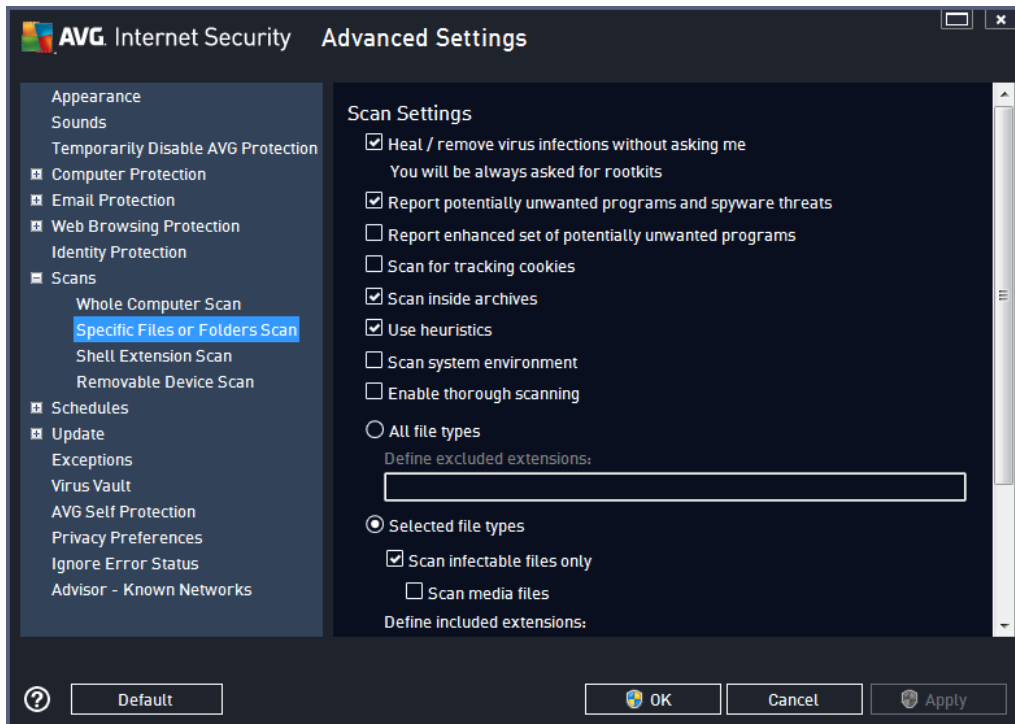 AVG. Internet Security Advanced Settings
Appearance
Sounds
Temporarily Disable AVG Protection
Computer Protection
Email Protection
Web Browsing Protection
Identity Protection
Scans
Whole Computer Scan
Specific Files or Folders Scan
Shell Extension Scan
Removable Device Scan
Schedules
Update
Exceptions
Virus Vault
AVG Self Protection
Privacy Preferences
Ignore Error Status
Advisor - Known Networks
Scan Settings
Heal / remove virus infections without asking me
You will be always asked for rootkits
Report potentially unwanted programs and spyware threats
Report enhanced set of potentially unwanted programs
Scan for tracking cookies
Scan inside archives
Use heuristics
Scan system environment
Enable thorough scanning
All file types
Define excluded extensions:
Selected file types
Scan infectable files only
Scan media files
Define included extensions:
? Default OK Cancel Apply